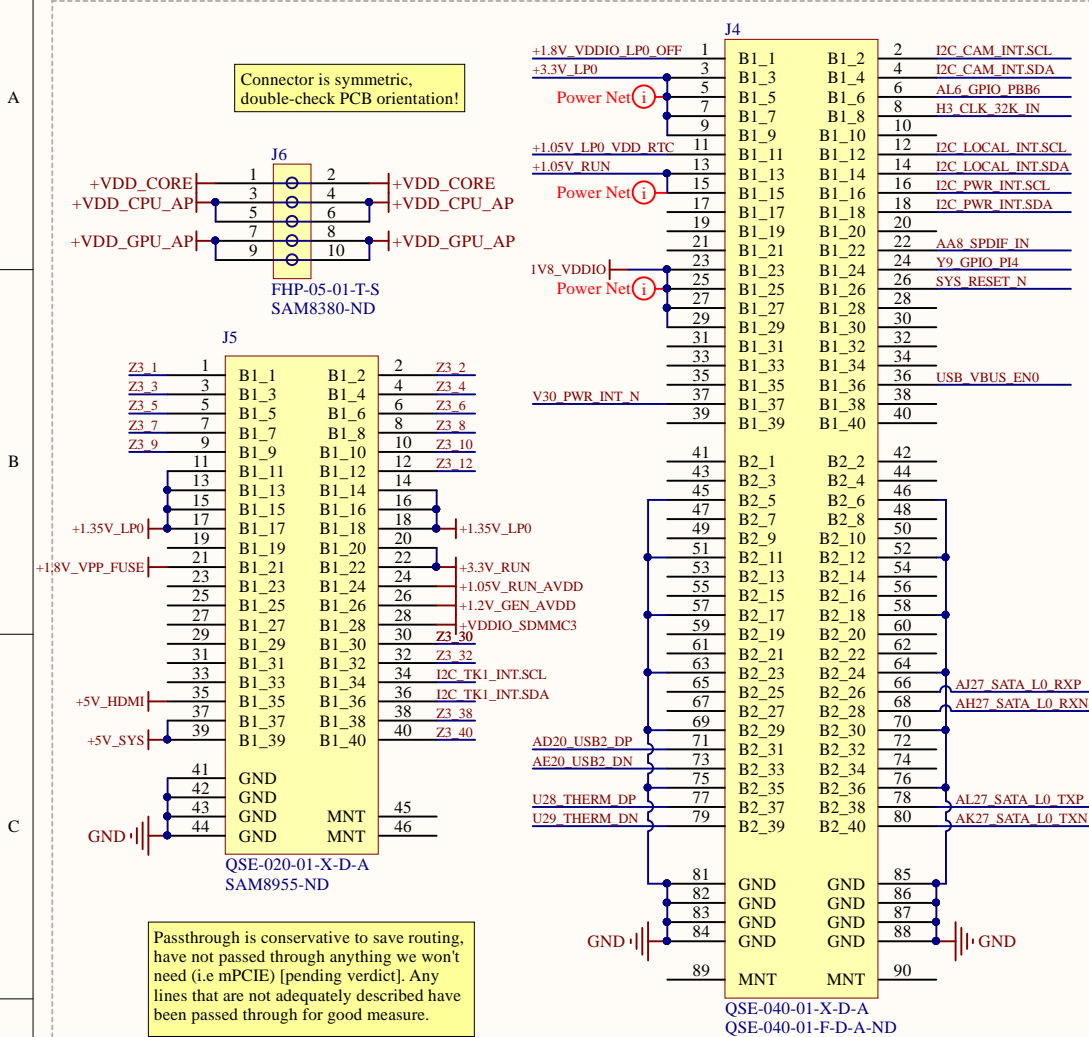 A
B
C
Connector is symmetric,
double-check PCB orientation!
J6
+VDD_CORE 1 2 +VDD_CORE
+VDD_CPU_AP 3 4 +VDD_CPU_AP
5 6
+VDD_GPU_AP 7 8 +VDD_GPU_AP
9 10
FHP-05-01-T-S
SAM8380-ND
J5
Z3_1 1 B1_1 B1_2 2 Z3_2
Z3_3 3 B1_3 B1_4 4 Z3_4
Z3_5 5 B1_5 B1_6 6 Z3_6
Z3_7 7 B1_7 B1_8 8 Z3_8
Z3_9 9 B1_9 B1_10 10 Z3_10
11 B1_11 B1_12 12 Z3_12
13 B1_13 B1_14 14
15 B1_15 B1_16 16
+1.35V_LP0 17 B1_17 B1_18 18 +1.35V_LP0
19 B1_19 B1_20 20
+1.8V_VPP_FUSE 21 B1_21 B1_22 22 +3.3V_RUN
23 B1_23 B1_24 24 +1.05V_RUN_AVDD
25 B1_25 B1_26 26 +1.2V_GEN_AVDD
27 B1_27 B1_28 28 +VDDIO_SDMMC3
29 B1_29 B1_30 30 Z3_30
31 B1_31 B1_32 32 Z3_32
33 B1_33 B1_34 34 I2C_TK1_INT.SCL
+5V_HDMI 35 B1_35 B1_36 36 I2C_TK1_INT.SDA
37 B1_37 B1_38 38 Z3_38
+5V_SYS 39 B1_39 B1_40 40 Z3_40
41 GND
42 GND
43 GND MNT 45
GND 44 GND MNT 46
QSE-020-01-X-D-A
SAM8955-ND
Passthrough is conservative to save routing,
have not passed through anything we won't
need (i.e mPCIE) [pending verdict]. Any
lines that are not adequately described have
been passed through for good measure.
J4
+1.8V_VDDIO_LP0_OFF 1 B1_1 B1_2 2 I2C_CAM_INT.SCL
+3.3V_LP0 3 B1_3 B1_4 4 I2C_CAM_INT.SDA
Power Net i 5 B1_5 B1_6 6 AL6_GPIO_PBB6
7 B1_7 B1_8 8 H3_CLK_32K_IN
9 B1_9 B1_10 10
+1.05V_LP0_VDD_RTC 11 B1_11 B1_12 12 I2C_LOCAL_INT.SCL
+1.05V_RUN 13 B1_13 B1_14 14 I2C_LOCAL_INT.SDA
Power Net i 15 B1_15 B1_16 16 I2C_PWR_INT.SCL
17 B1_17 B1_18 18 I2C_PWR_INT.SDA
19 B1_19 B1_20 20
21 B1_21 B1_22 22 AA8_SPDIF_IN
1V8_VDDIO 23 B1_23 B1_24 24 Y9_GPIO_PI4
Power Net i 25 B1_25 B1_26 26 SYS_RESET_N
27 B1_27 B1_28 28
29 B1_29 B1_30 30
31 B1_31 B1_32 32
33 B1_33 B1_34 34
35 B1_35 B1_36 36 USB_VBUS_EN0
V30_PWR_INT_N 37 B1_37 B1_38 38
39 B1_39 B1_40 40
41 B2_1 B2_2 42
43 B2_3 B2_4 44
45 B2_5 B2_6 46
47 B2_7 B2_8 48
49 B2_9 B2_10 50
51 B2_11 B2_12 52
53 B2_13 B2_14 54
55 B2_15 B2_16 56
57 B2_17 B2_18 58
59 B2_19 B2_20 60
61 B2_21 B2_22 62
63 B2_23 B2_24 64
65 B2_25 B2_26 66 AJ27_SATA_L0_RXP
67 B2_27 B2_28 68 AH27_SATA_L0_RXN
69 B2_29 B2_30 70
AD20_USB2_DP 71 B2_31 B2_32 72
AE20_USB2_DN 73 B2_33 B2_34 74
75 B2_35 B2_36 76
U28_THERM_DP 77 B2_37 B2_38 78 AL27_SATA_L0_TXP
U29_THERM_DN 79 B2_39 B2_40 80 AK27_SATA_L0_TXN
81 GND GND 85
82 GND GND 86
83 GND GND 87
GND 84 GND GND 88 GND
89 MNT MNT 90
QSE-040-01-X-D-A
QSE-040-01-F-D-A-ND